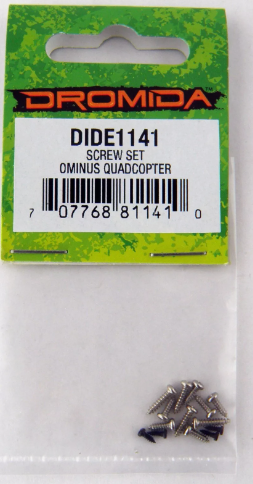 DROMIDA
DIDE1141
SCREW SET
OMINUS QUADCOPTER
7 07768 81141 0